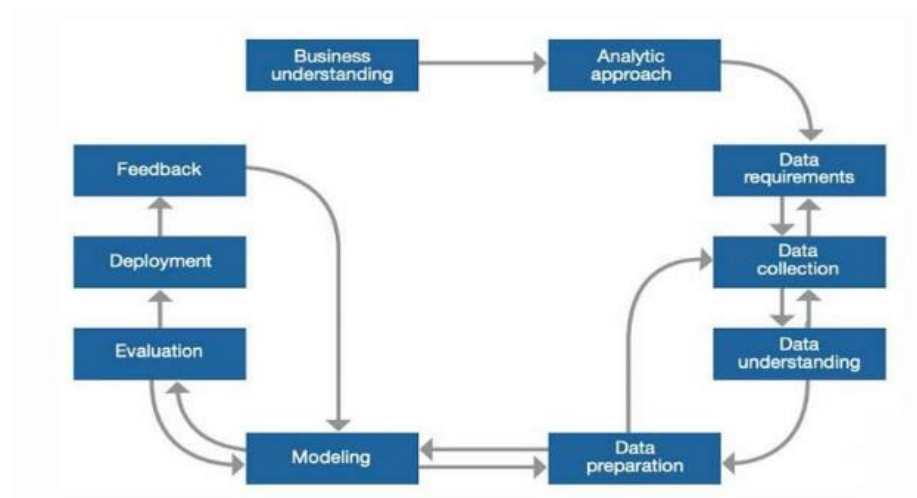 Business
understanding
Analytic
approach
Feedback
Data
requirements
Deployment
Data
collection
Evaluation
Data
understanding
Modeling
Data
preparation